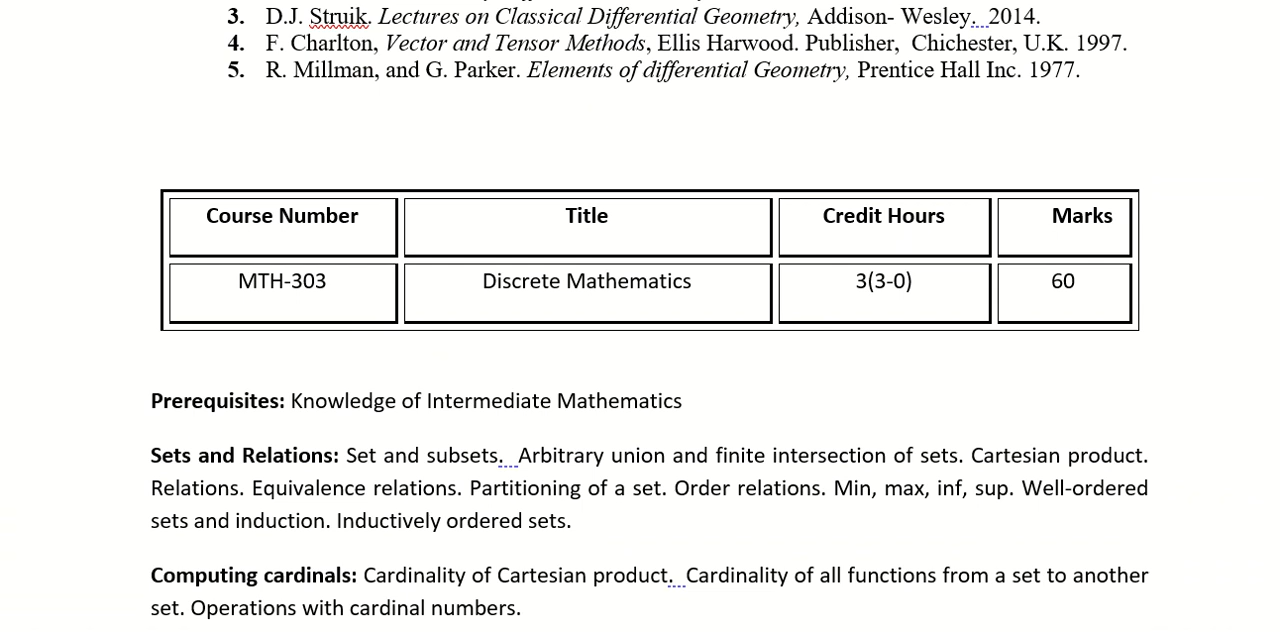 3. D.J. Struik. Lectures on Classical Differential Geometry, Addison- Wesley. 2014.
4. F. Charlton, Vector and Tensor Methods, Ellis Harwood. Publisher, Chichester, U.K. 1997.
5. R. Millman, and G. Parker. Elements of differential Geometry, Prentice Hall Inc. 1977.
Course Number Title Credit Hours Marks
MTH-303 Discrete Mathematics 3(3-0) 60
Prerequisites: Knowledge of Intermediate Mathematics
Sets and Relations: Set and subsets. Arbitrary union and finite intersection of sets. Cartesian product.
Relations. Equivalence relations. Partitioning of a set. Order relations. Min, max, inf, sup. Well-ordered
sets and induction. Inductively ordered sets.
Computing cardinals: Cardinality of Cartesian product. Cardinality of all functions from a set to another
set. Operations with cardinal numbers.